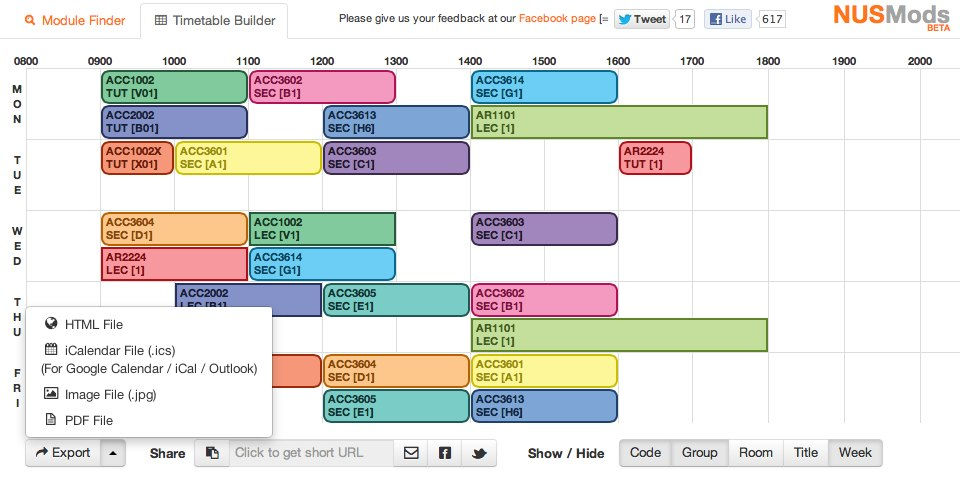 Module Finder
Timetable Builder
Please give us your feedback at our Facebook page [=
Tweet
17
Like
617
NUSMods
BETA
0800 0900 1000 1100 1200 1300 1400 1500 1600 1700 1800 1900 2000
MON
ACC1002
TUT [V01]
ACC3602
SEC [B1]
ACC3614
SEC [G1]
ACC2002
TUT [B01]
ACC3613
SEC [H6]
AR1101
LEC [1]
TUE
ACC1002X
TUT [X01]
ACC3601
SEC [A1]
ACC3603
SEC [C1]
AR2224
TUT [1]
WED
ACC3604
SEC [D1]
ACC1002
LEC [V1]
ACC3603
SEC [C1]
AR2224
LEC [1]
ACC3614
SEC [G1]
THU
ACC2002
LEC [B1]
ACC3605
SEC [E1]
ACC3602
SEC [B1]
AR1101
LEC [1]
FRI
ACC3604
SEC [D1]
ACC3601
SEC [A1]
ACC3605
SEC [E1]
ACC3613
SEC [H6]
HTML File
iCalendar File (.ics)
(For Google Calendar / iCal / Outlook)
Image File (.jpg)
PDF File
Export
Share
Click to get short URL
Show / Hide
Code
Group
Room
Title
Week